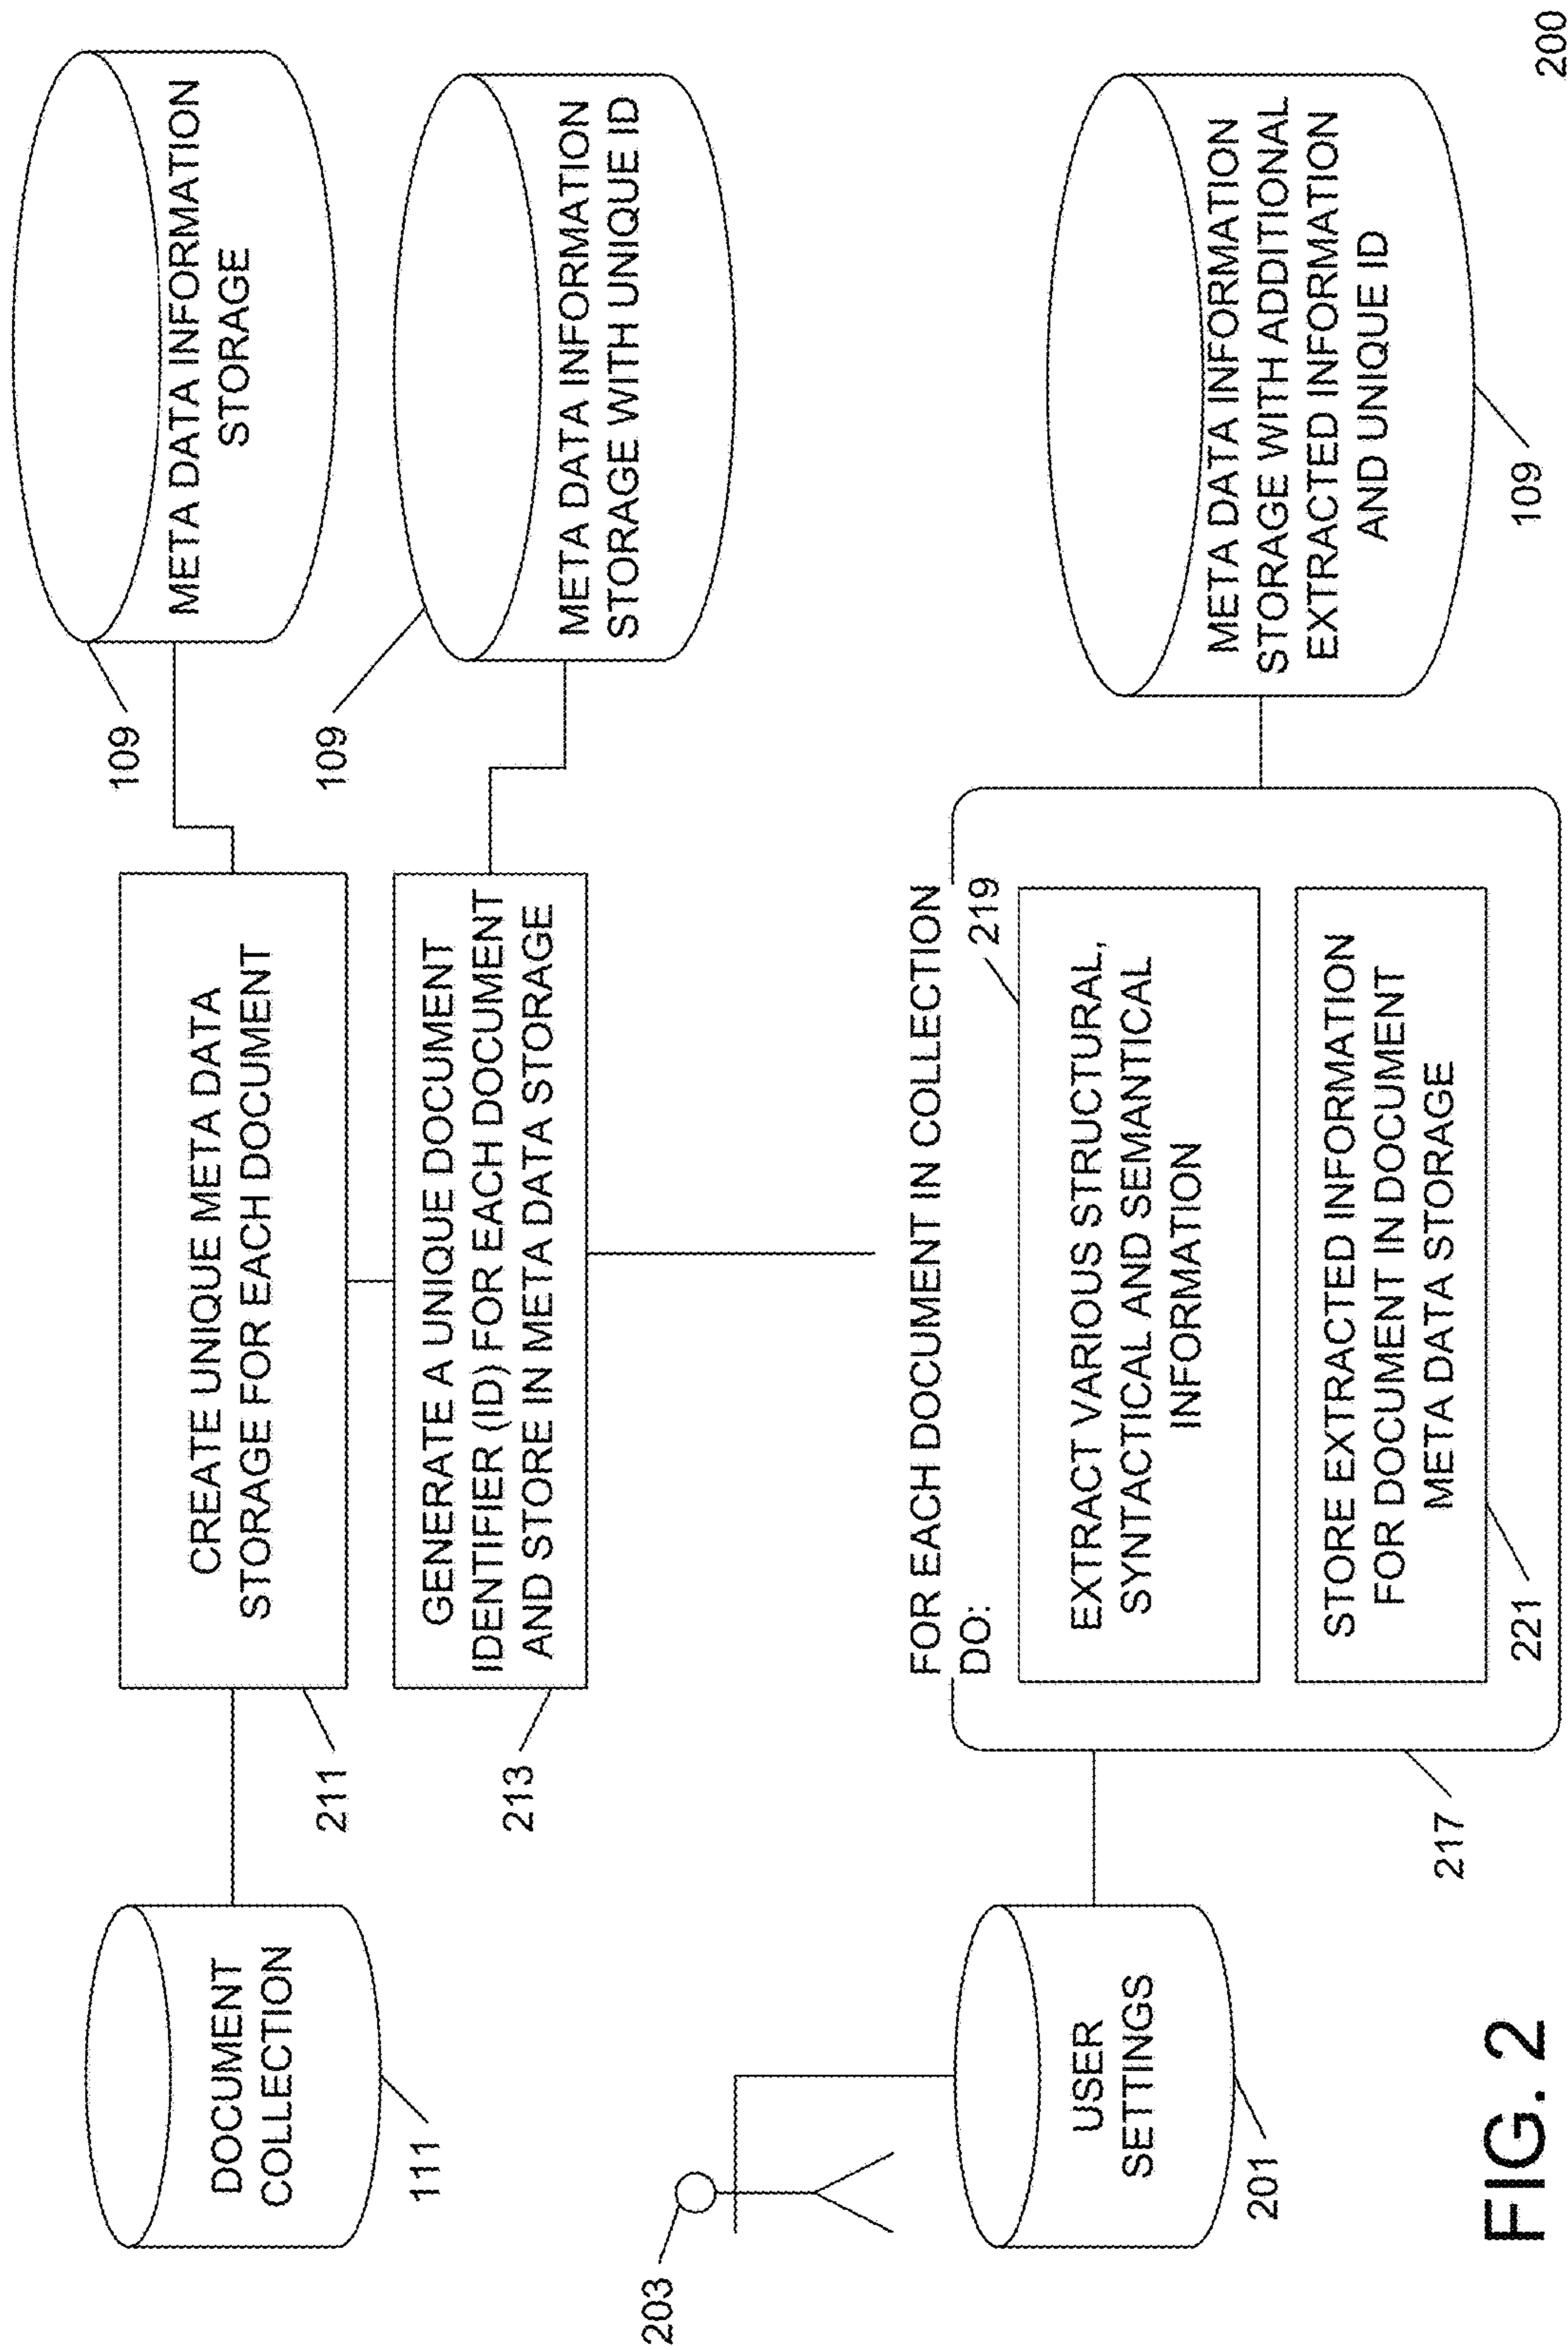 DOCUMENT
COLLECTION
111
CREATE UNIQUE META DATA
STORAGE FOR EACH DOCUMENT
211
109
META DATA INFORMATION
STORAGE
GENERATE A UNIQUE DOCUMENT
IDENTIFIER (ID) FOR EACH DOCUMENT
AND STORE IN META DATA STORAGE
213
109
META DATA INFORMATION
STORAGE WITH UNIQUE ID
203
USER
SETTINGS
201
FOR EACH DOCUMENT IN COLLECTION
DO:
219
EXTRACT VARIOUS STRUCTURAL,
SYNTACTICAL AND SEMANTICAL
INFORMATION
STORE EXTRACTED INFORMATION
FOR DOCUMENT IN DOCUMENT
META DATA STORAGE
221
217
META DATA INFORMATION
STORAGE WITH ADDITIONAL
EXTRACTED INFORMATION
AND UNIQUE ID
109
FIG. 2
200